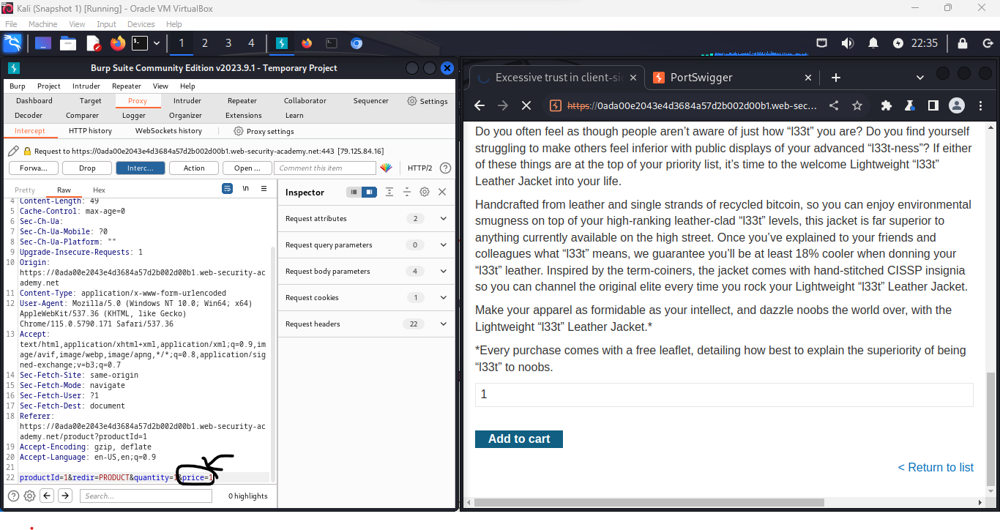 Kali (Snapshot 1) [Running] - Oracle VM VirtualBox
File Machine View Input Devices Help
1 2 3 4 22:35
Burp Suite Community Edition v2023.9.1 - Temporary Project
Burp Project Intruder Repeater View Help
Dashboard Target Proxy Intruder Repeater Collaborator Sequencer Settings
Decoder Comparer Logger Organizer Extensions Learn
Intercept HTTP history WebSockets history Proxy settings
Request to https://0ada00e2043e4d3684a57d2b002d00b1.web-security-academy.net:443 [79.125.84.16]
Forwa... Drop Interc... Action Open ... Comment this item HTTP/2 ?
Pretty Raw Hex \n
4 Content-Length: 49
5 Cache-Control: max-age=0
6 Sec-Ch-Ua:
7 Sec-Ch-Ua-Mobile: ?0
8 Sec-Ch-Ua-Platform: ""
9 Upgrade-Insecure-Requests: 1
10 Origin:
https://0ada00e2043e4d3684a57d2b002d00b1.web-security-ac
ademy.net
11 Content-Type: application/x-www-form-urlencoded
12 User-Agent: Mozilla/5.0 (Windows NT 10.0; Win64; x64)
AppleWebKit/537.36 (KHTML, like Gecko)
Chrome/115.0.5790.171 Safari/537.36
13 Accept:
text/html,application/xhtml+xml,application/xml;q=0.9,im
age/avif,image/webp,image/apng,*/*;q=0.8,application/sig
ned-exchange;v=b3;q=0.7
14 Sec-Fetch-Site: same-origin
15 Sec-Fetch-Mode: navigate
16 Sec-Fetch-User: ?1
17 Sec-Fetch-Dest: document
18 Referer:
https://0ada00e2043e4d3684a57d2b002d00b1.web-security-ac
ademy.net/product?productId=1
19 Accept-Encoding: gzip, deflate
20 Accept-Language: en-US,en;q=0.9
21
22 productId=1&redir=PRODUCT&quantity=1&price=1
? Search... 0 highlights
Inspector
Request attributes 2
Request query parameters 0
Request body parameters 4
Request cookies 1
Request headers 22
Excessive trust in client-sid
PortSwigger
https://0ada00e2043e4d3684a57d2b002d00b1.web-sec...
Do you often feel as though people aren’t aware of just how “l33t” you are? Do you find yourself
struggling to make others feel inferior with public displays of your advanced “l33t-ness”? If either
of these things are at the top of your priority list, it’s time to the welcome Lightweight “l33t”
Leather Jacket into your life.
Handcrafted from leather and single strands of recycled bitcoin, so you can enjoy environmental
smugness on top of your high-ranking leather-clad “l33t” levels, this jacket is far superior to
anything currently available on the high street. Once you’ve explained to your friends and
colleagues what “l33t” means, we guarantee you’ll be at least 18% cooler when donning your
“l33t” leather. Inspired by the term-coiners, the jacket comes with hand-stitched CISSP insignia
so you can channel the original elite every time you rock your Lightweight “l33t” Leather Jacket.
Make your apparel as formidable as your intellect, and dazzle noobs the world over, with the
Lightweight “l33t” Leather Jacket.*
*Every purchase comes with a free leaflet, detailing how best to explain the superiority of being
“l33t” to noobs.
1
Add to cart
< Return to list